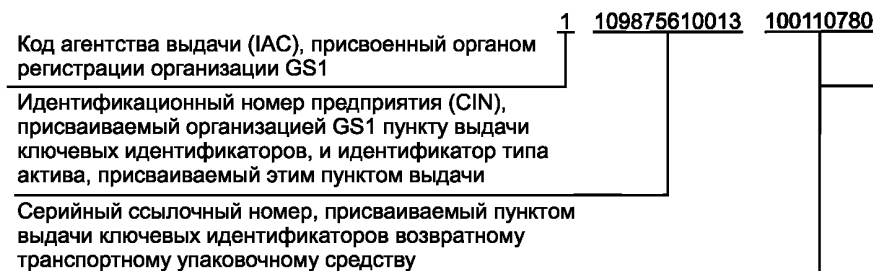 1 109875610013 100110780
Код агентства выдачи (IAC), присвоенный органом
регистрации организации GS1
Идентификационный номер предприятия (CIN),
присваиваемый организацией GS1 пункту выдачи
ключевых идентификаторов, и идентификатор типа
актива, присваиваемый этим пунктом выдачи
Серийный ссылочный номер, присваиваемый пунктом
выдачи ключевых идентификаторов возвратному
транспортному упаковочному средству